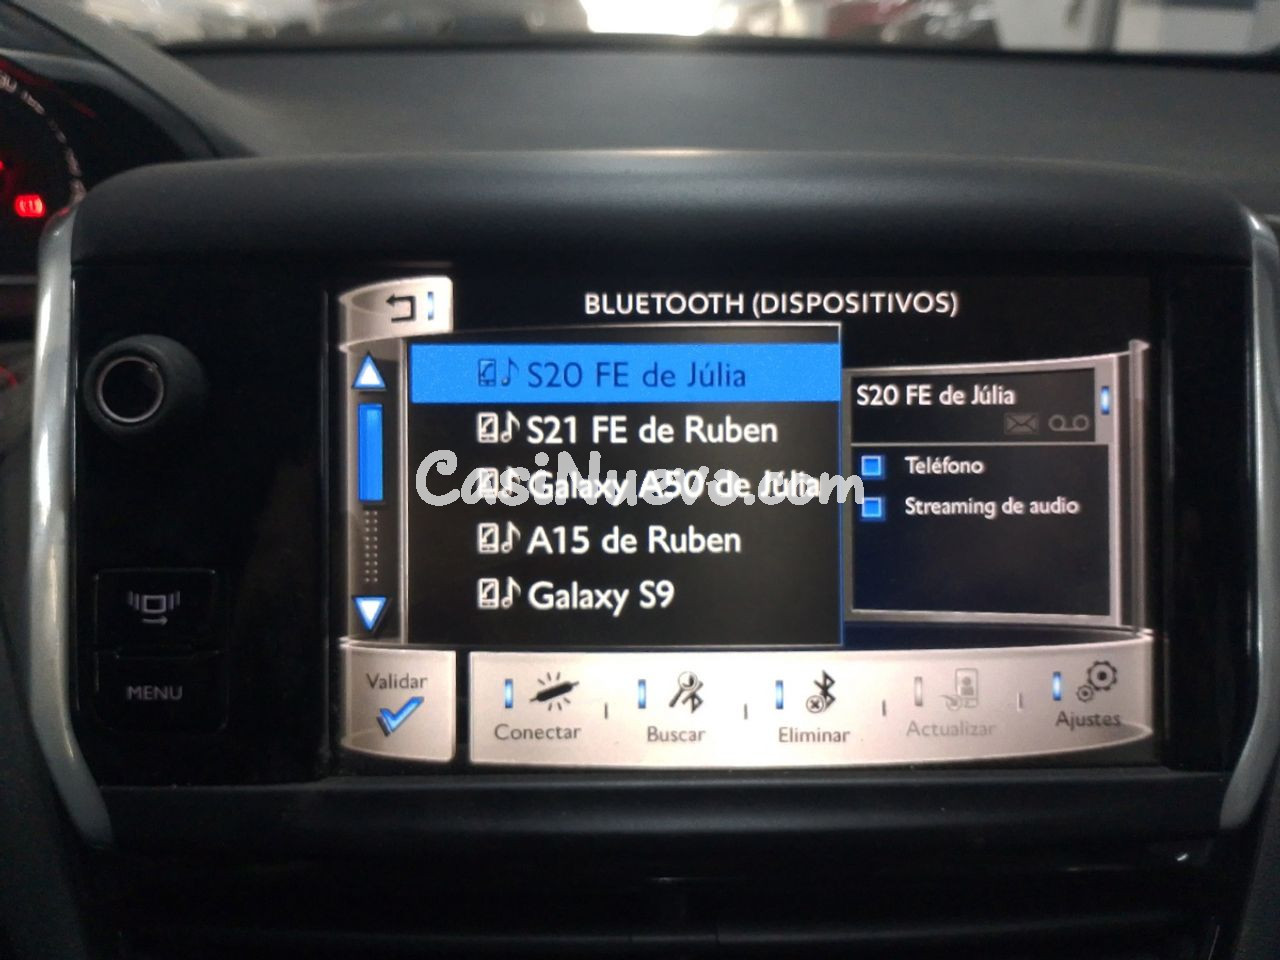 BLUETOOTH (DISPOSITIVOS)
S20 FE de Júlia
S21 FE de Ruben
Galaxy A50 de Júlia
A15 de Ruben
Galaxy S9
S20 FE de Júlia
Teléfono
Streaming de audio
CasiNuevo.com
MENU
Validar
Conectar
Buscar
Eliminar
Actualizar
Ajustes